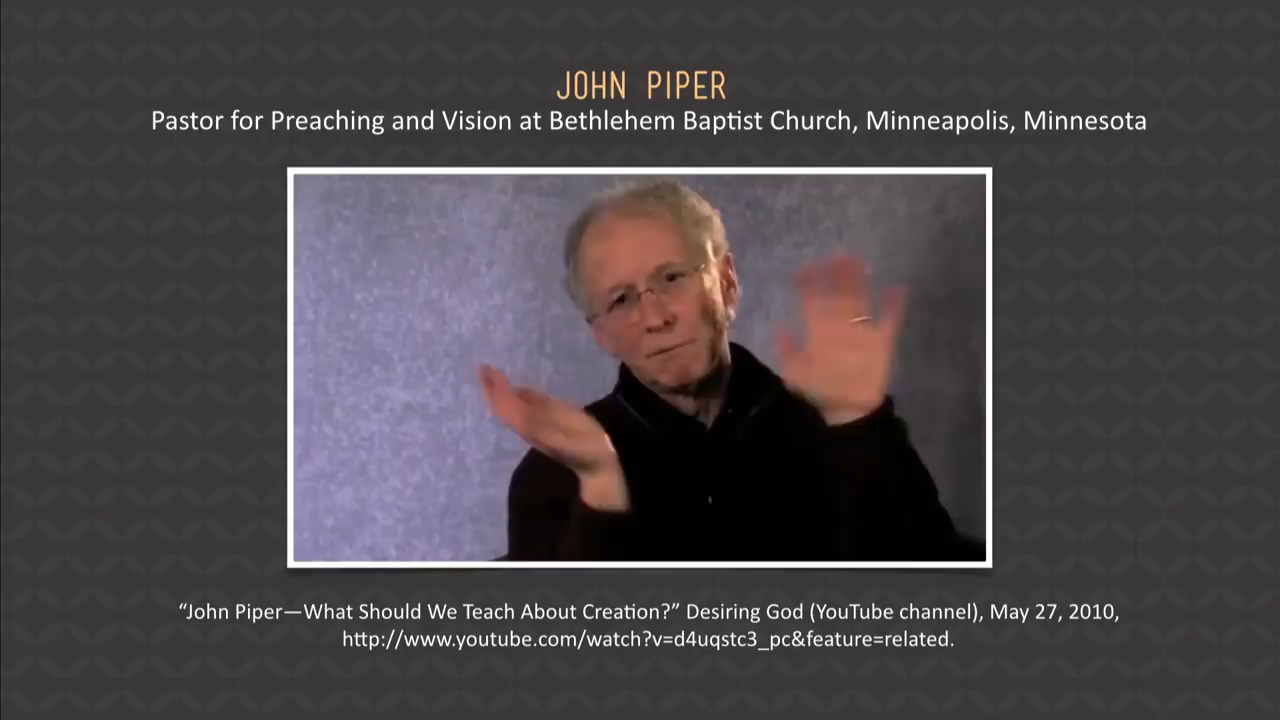 JOHN PIPER
Pastor for Preaching and Vision at Bethlehem Baptist Church, Minneapolis, Minnesota
“John Piper—What Should We Teach About Creation?” Desiring God (YouTube channel), May 27, 2010,
http://www.youtube.com/watch?v=d4uqstc3_pc&feature=related.